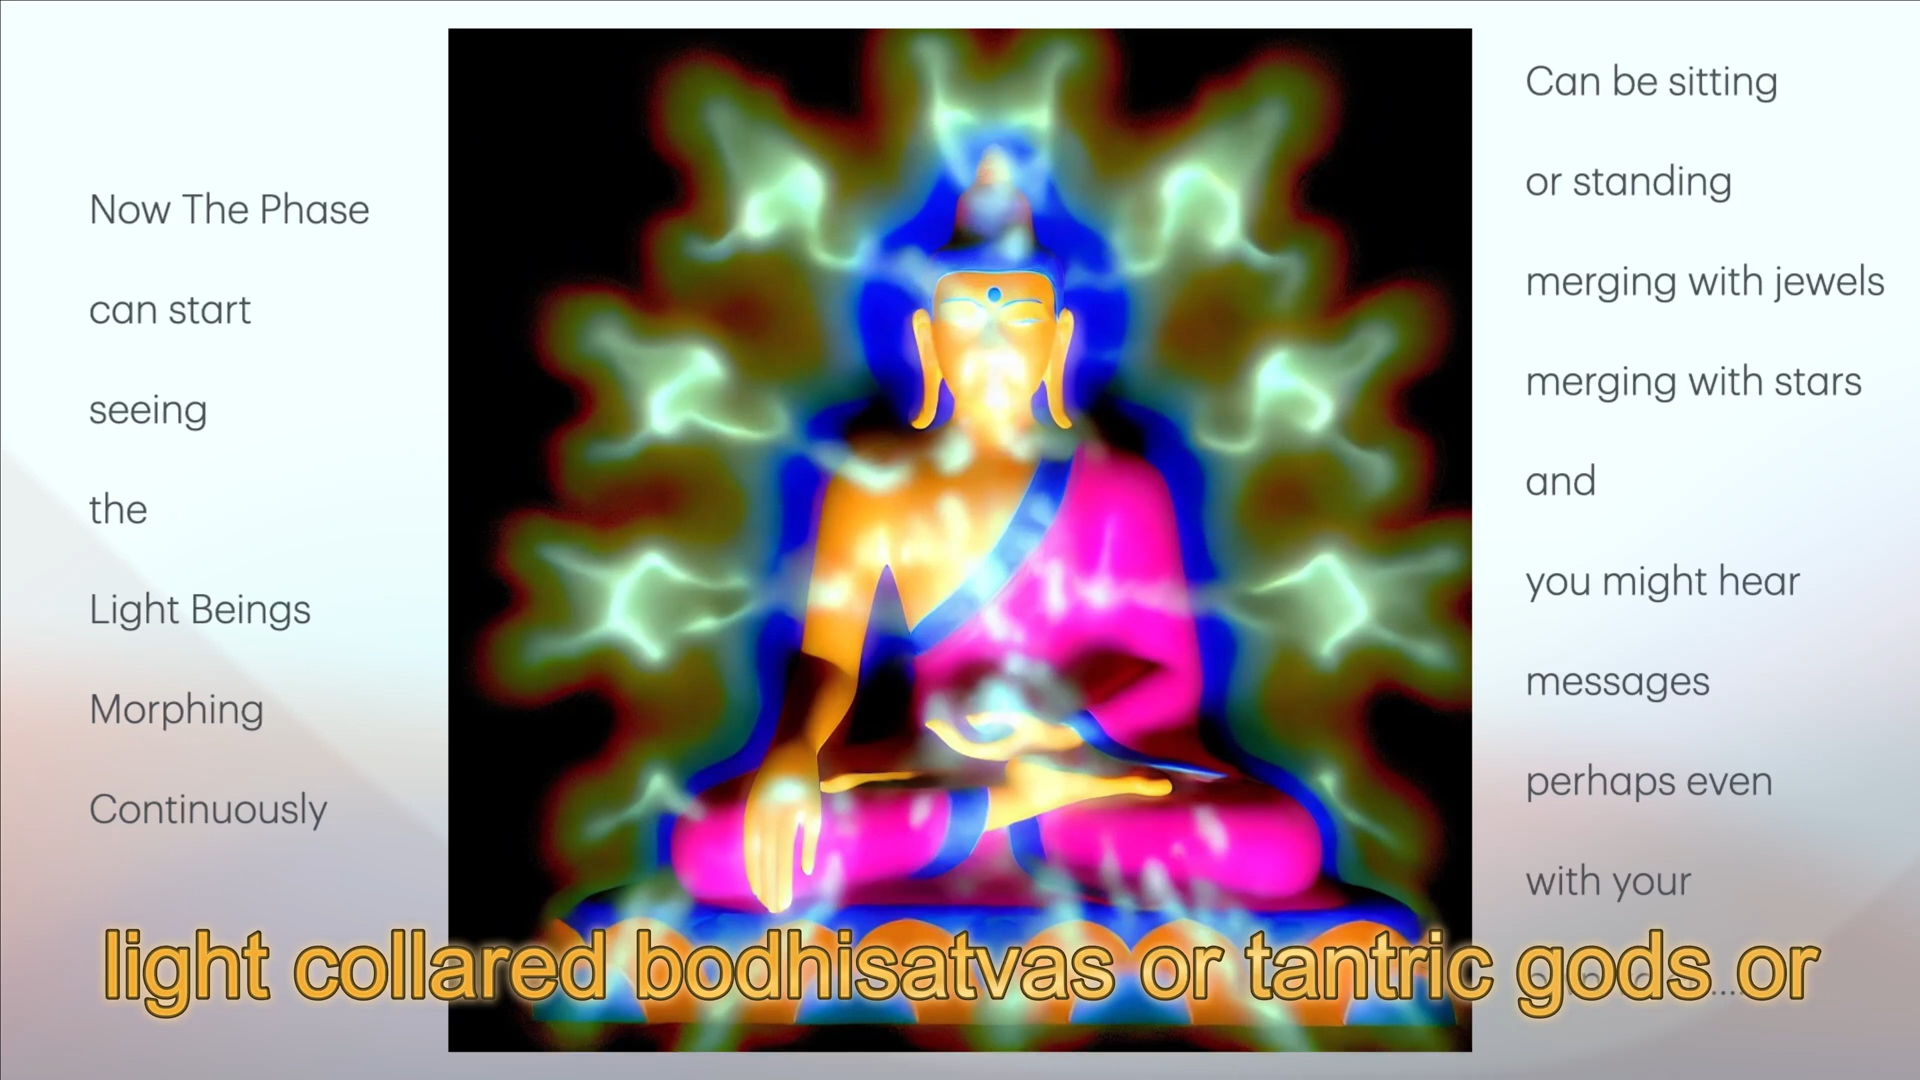 Now The Phase
can start
seeing
the
Light Beings
Morphing
Continuously
Can be sitting
or standing
merging with jewels
merging with stars
and
you might hear
messages
perhaps even
with your
light collared bodhisatvas or tantric gods or